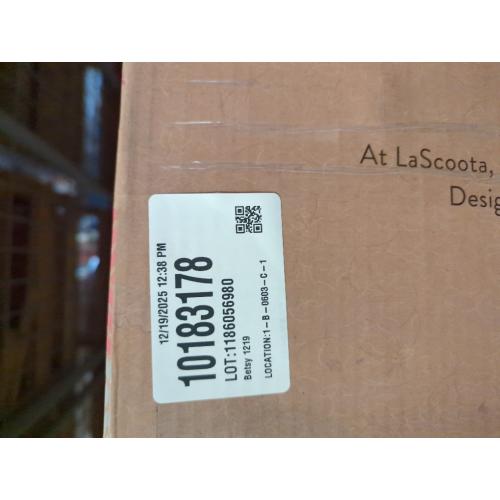 At LaScoota,
Desig
12/19/2025 12:38 PM
10183178
LOT:1186056980
Betsy 1219
LOCATION:1-B-0603-C-1